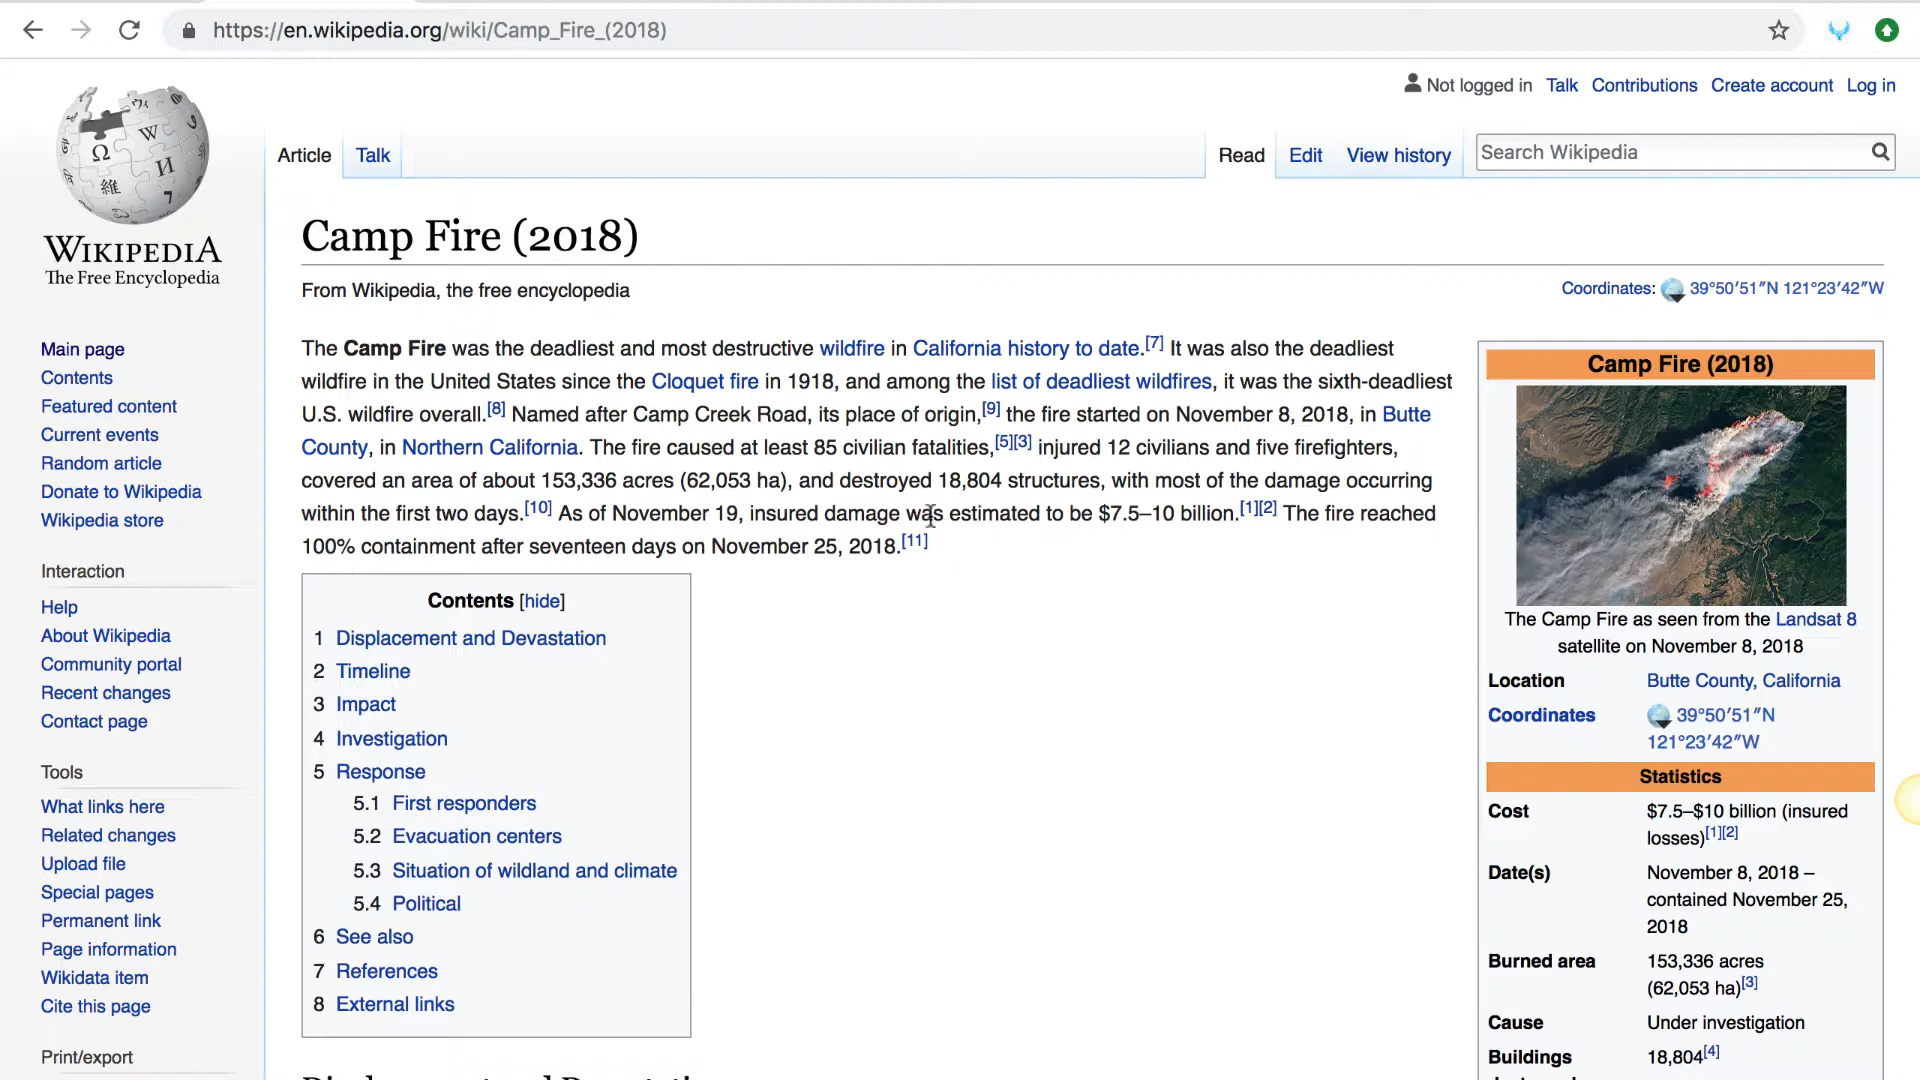 https://en.wikipedia.org/wiki/Camp_Fire_(2018)
Not logged in Talk Contributions Create account Log in
Article Talk Read Edit View history Search Wikipedia
WIKIPEDIA
The Free Encyclopedia
Camp Fire (2018)
From Wikipedia, the free encyclopedia
Coordinates: 39°50′51″N 121°23′42″W
The Camp Fire was the deadliest and most destructive wildfire in California history to date.[7] It was also the deadliest
wildfire in the United States since the Cloquet fire in 1918, and among the list of deadliest wildfires, it was the sixth-deadliest
U.S. wildfire overall.[8] Named after Camp Creek Road, its place of origin,[9] the fire started on November 8, 2018, in Butte
County, in Northern California. The fire caused at least 85 civilian fatalities,[5][3] injured 12 civilians and five firefighters,
covered an area of about 153,336 acres (62,053 ha), and destroyed 18,804 structures, with most of the damage occurring
within the first two days.[10] As of November 19, insured damage was estimated to be $7.5–10 billion.[1][2] The fire reached
100% containment after seventeen days on November 25, 2018.[11]
Contents [hide]
1 Displacement and Devastation
2 Timeline
3 Impact
4 Investigation
5 Response
5.1 First responders
5.2 Evacuation centers
5.3 Situation of wildland and climate
5.4 Political
6 See also
7 References
8 External links
Camp Fire (2018)
The Camp Fire as seen from the Landsat 8
satellite on November 8, 2018
Location Butte County, California
Coordinates 39°50′51″N
121°23′42″W
Statistics
Cost $7.5–$10 billion (insured
losses)[1][2]
Date(s) November 8, 2018 –
contained November 25,
2018
Burned area 153,336 acres
(62,053 ha)[3]
Cause Under investigation
Buildings 18,804[4]
Main page
Contents
Featured content
Current events
Random article
Donate to Wikipedia
Wikipedia store
Interaction
Help
About Wikipedia
Community portal
Recent changes
Contact page
Tools
What links here
Related changes
Upload file
Special pages
Permanent link
Page information
Wikidata item
Cite this page
Print/export